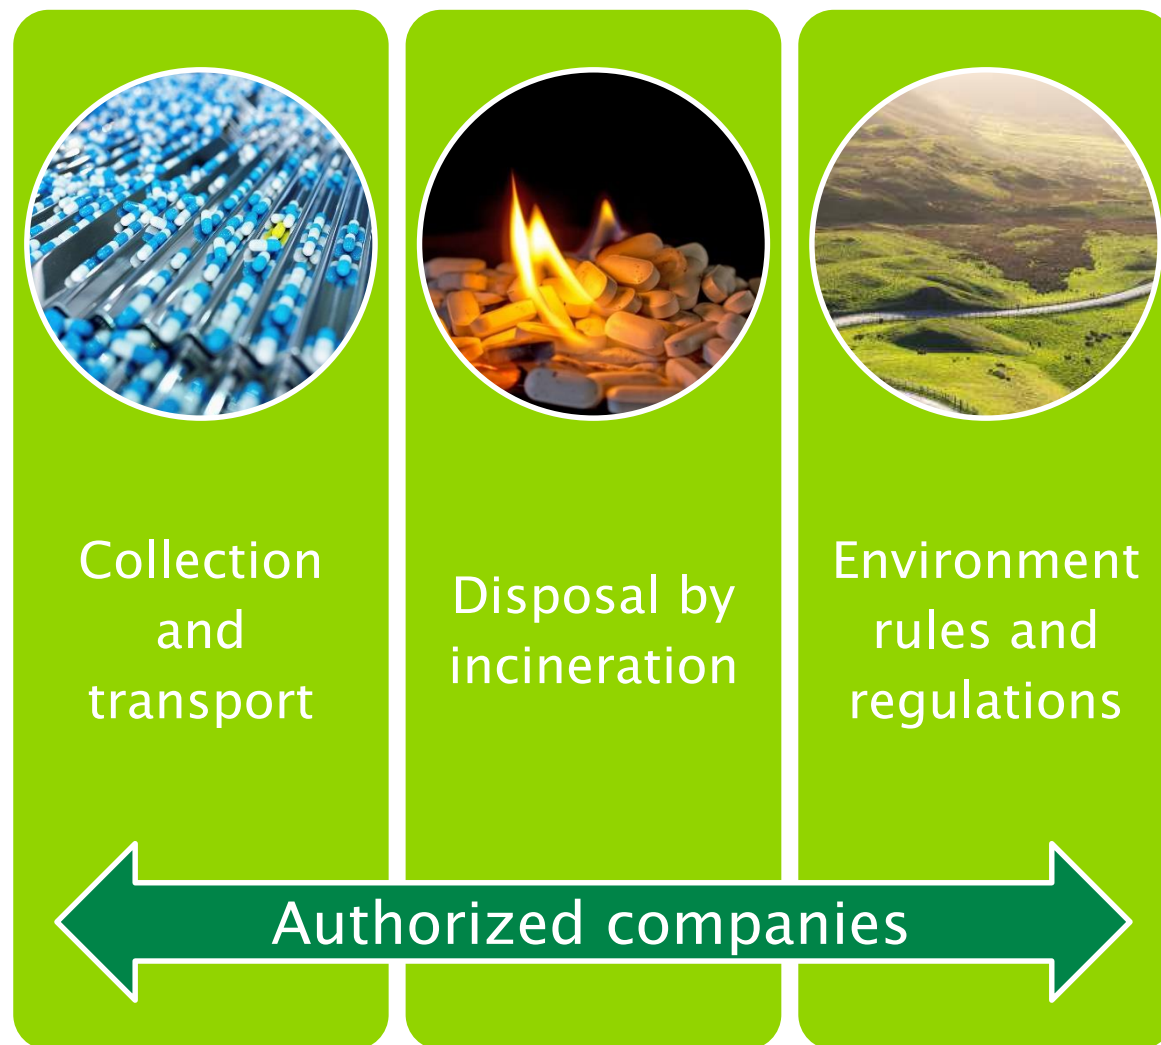 Collection
and
transport
Disposal by
incineration
Environment
rules and
regulations
Authorized companies